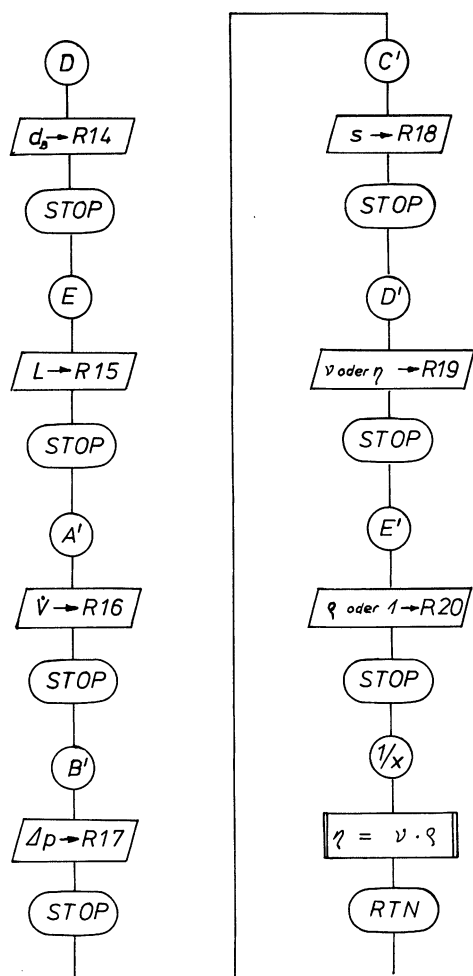 D
d_B → R14
STOP
E
L → R15
STOP
A'
V̇ → R16
STOP
B'
Δp → R17
STOP
C'
s → R18
STOP
D'
ν oder η → R19
STOP
E'
ϱ oder 1 → R20
STOP
1/x
η = ν · ϱ
RTN